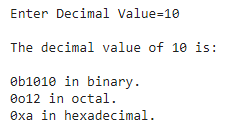 Enter Decimal Value=10
The decimal value of 10 is:
0b1010 in binary.
0o12 in octal.
0xa in hexadecimal.